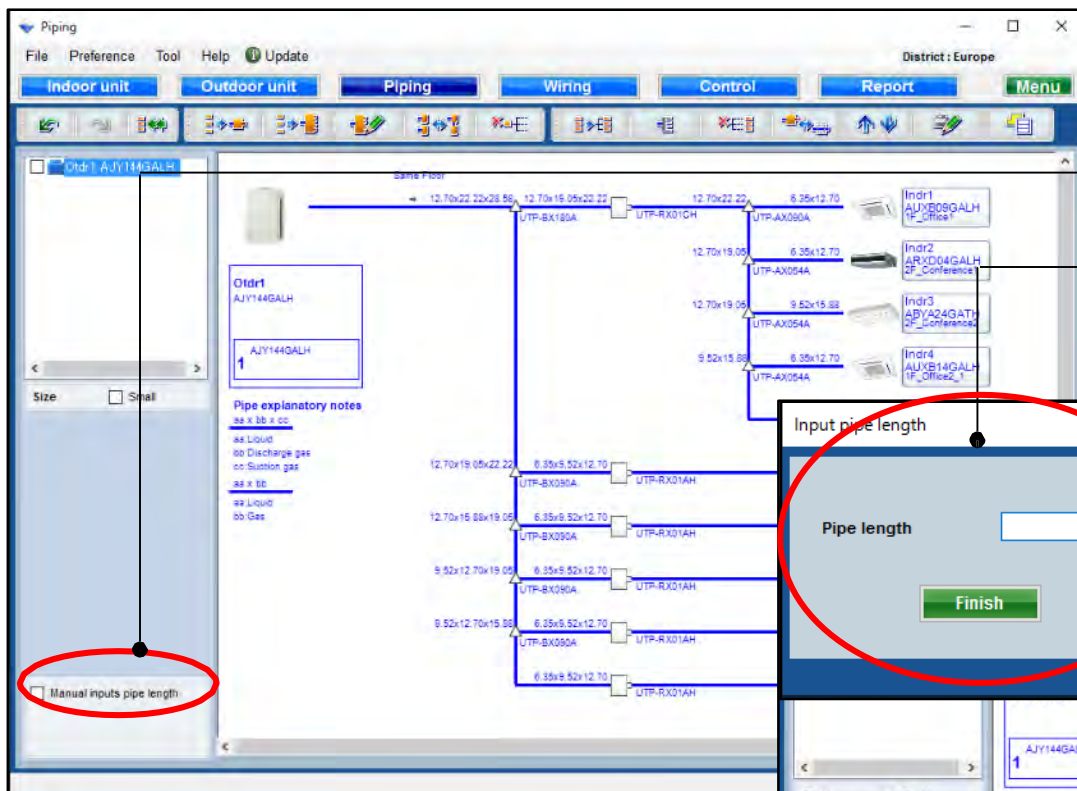 Piping
File Preference Tool Help Update District : Europe
Indoor unit Outdoor unit Piping Wiring Control Report Menu
Otdr1 AJY144GALH
Size Small
Manual inputs pipe length
Same Floor
12.70x22.22x28.58 12.70x19.05x22.22 12.70x22.22 6.35x12.70
UTP-BX180A UTP-RX01CH UTP-AX090A
Indr1
AUXB09GALH
1F_Office1
12.70x19.05 6.35x12.70
UTP-AX054A
Indr2
ARXD04GALH
2F_Conference1
12.70x19.05 9.52x15.88
UTP-AX054A
Indr3
ABYA24GATH
2F_Conference2
9.52x15.88 6.35x12.70
UTP-AX054A
Indr4
AUXB14GALH
1F_Office2_1
Otdr1
AJY144GALH
AJY144GALH
1
Pipe explanatory notes
aa x bb x cc
aa:Liquid
bb:Discharge gas
cc:Suction gas
aa x bb
aa:Liquid
bb:Gas
12.70x19.05x22.22 6.35x9.52x12.70
UTP-BX090A UTP-RX01AH
12.70x15.88x19.05 6.35x9.52x12.70
UTP-BX090A UTP-RX01AH
9.52x12.70x19.05 6.35x9.52x12.70
UTP-BX090A UTP-RX01AH
9.52x12.70x15.88 6.35x9.52x12.70
UTP-BX090A UTP-RX01AH
6.35x9.52x12.70
UTP-RX01AH
Input pipe length
Pipe length
Finish
AJY144GA
1